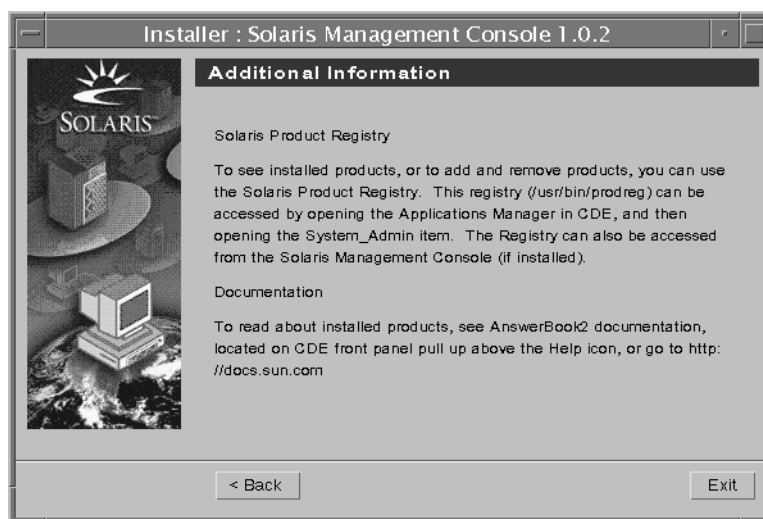 Installer : Solaris Management Console 1.0.2
SOLARIS™
Additional Information
Solaris Product Registry
To see installed products, or to add and remove products, you can use
the Solaris Product Registry. This registry (/usr/bin/prodreg) can be
accessed by opening the Applications Manager in CDE, and then
opening the System_Admin item. The Registry can also be accessed
from the Solaris Management Console (if installed).
Documentation
To read about installed products, see AnswerBook2 documentation,
located on CDE front panel pull up above the Help icon, or go to http:
//docs.sun.com
< Back
Exit